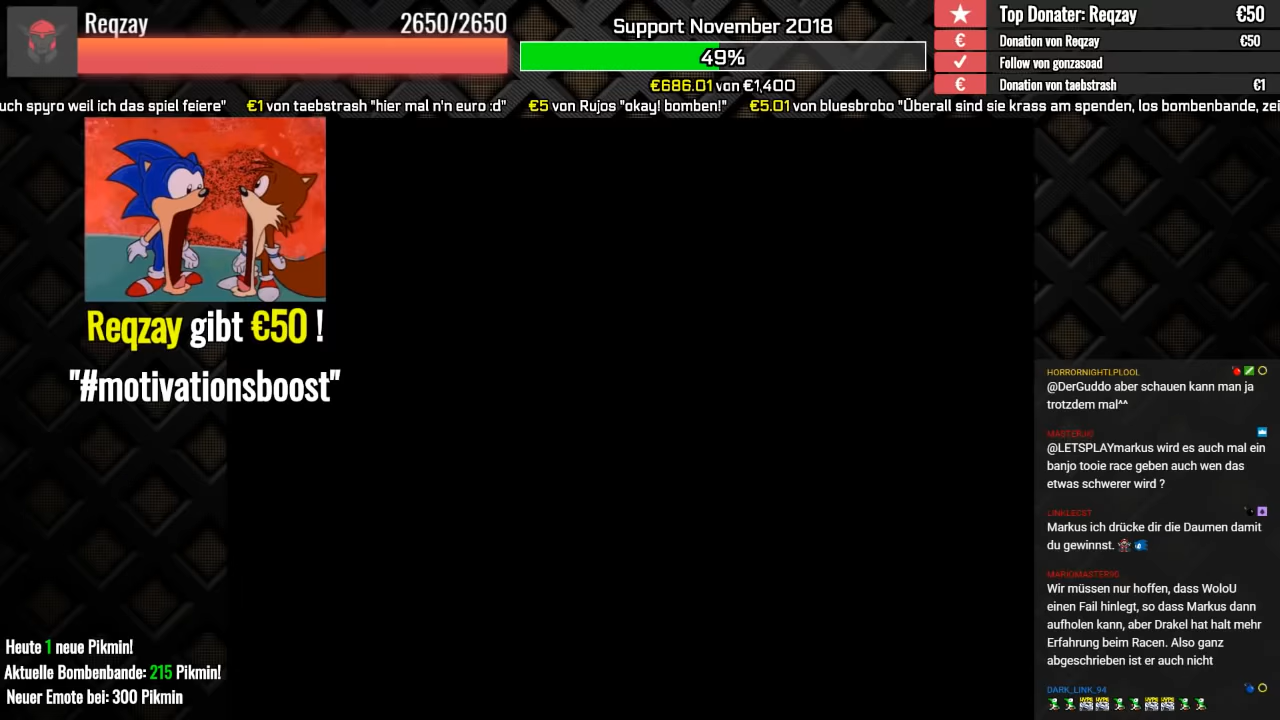 Reqzay 2650/2650
Support November 2018
49%
€686.01 von €1,400
Top Donater: Reqzay €50
Donation von Reqzay €50
Follow von gonzasoad
Donation von taebstrash €1
uch spyro weil ich das spiel feiere" €1 von taebstrash "hier mal n'n euro :d" €5 von Rujos "okay! bomben!" €5.01 von bluesbrobo "Überall sind sie krass am spenden, los bombenbande, zei
Reqzay gibt €50 !
"#motivationsboost"
HORRORNIGHTLPLOOL
@DerGuddo aber schauen kann man ja
trotzdem mal^^
@LETSPLAYmarkus wird es auch mal ein
banjo tooie race geben auch wen das
etwas schwerer wird ?
Markus ich drücke dir die Daumen damit
du gewinnst.
MARIOMASTER96
Wir müssen nur hoffen, dass WoloU
einen Fail hinlegt, so dass Markus dann
aufholen kann, aber Drakel hat halt mehr
Erfahrung beim Racen. Also ganz
abgeschrieben ist er auch nicht
DARK_LINK_94
Heute 1 neue Pikmin!
Aktuelle Bombenbande: 215 Pikmin!
Neuer Emote bei: 300 Pikmin